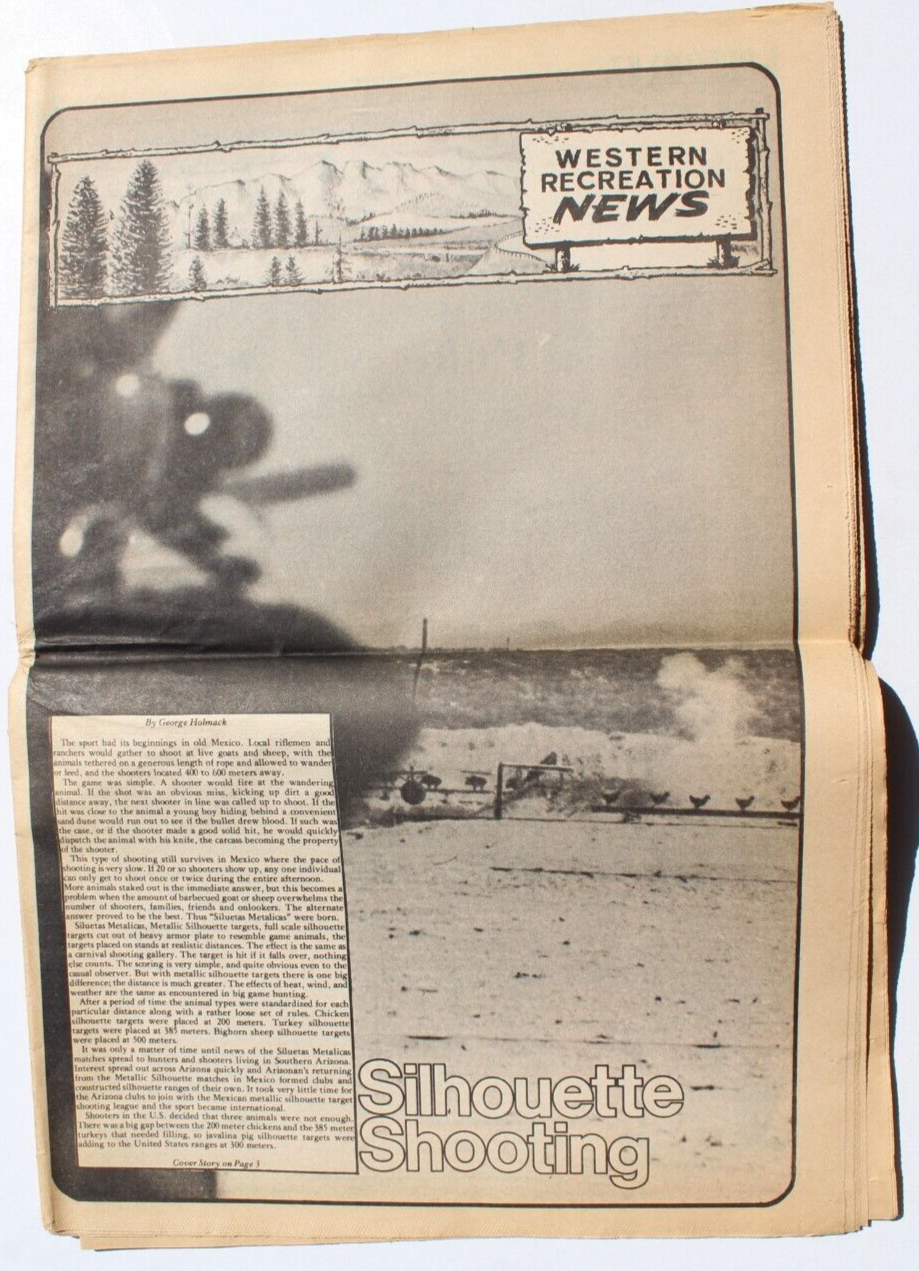 WESTERN
RECREATION
NEWS
By George Holmack
The sport had its beginnings in old Mexico. Local riflemen and
ranchers would gather to shoot at live goats and sheep, with the
animals tethered on a generous length of rope and allowed to wander
or feed, and the shooters located 400 to 600 meters away.
The game was simple. A shooter would fire at the wandering
animal. If the shot was an obvious miss, kicking up dirt a good
distance away, the next shooter in line was called up to shoot. If the
hit was close to the animal a young boy hiding behind a convenient
sand dune would run out to see if the bullet drew blood. If such was
the case, or if the shooter made a good solid hit, he would quickly
dispatch the animal with his knife, the carcass becoming the property
of the shooter.
This type of shooting still survives in Mexico where the pace of
shooting is very slow. If 20 or so shooters show up, any one individual
can only get to shoot once or twice during the entire afternoon.
More animals staked out is the immediate answer, but this becomes a
problem when the amount of barbecued goat or sheep overwhelms the
number of shooters, families, friends and onlookers. The alternate
answer proved to be the best. Thus "Siluetas Metalicas" were born.
Siluetas Metalicas, Metallic Silhouette targets, full scale silhouette
targets cut out of heavy armor plate to resemble game animals, the
targets placed on stands at realistic distances. The effect is the same as
a carnival shooting gallery. The target is hit if it falls over, nothing
else counts. The scoring is very simple, and quite obvious even to the
casual observer. But with metallic silhouette targets there is one big
difference; the distance is much greater. The effects of heat, wind, and
weather are the same as encountered in big game hunting.
After a period of time the animal types were standardized for each
particular distance along with a rather loose set of rules. Chicken
silhouette targets were placed at 200 meters. Turkey silhouette
targets were placed at 385 meters. Bighorn sheep silhouette targets
were placed at 500 meters.
It was only a matter of time until news of the Siluetas Metalicas
matches spread to hunters and shooters living in Southern Arizona.
Interest spread out across Arizona quickly and Arizonan's returning
from the Metallic Silhouette matches in Mexico formed clubs and
constructed silhouette ranges of their own. It took very little time for
the Arizona clubs to join with the Mexican metallic silhouette target
shooting league and the sport became international.
Shooters in the U.S. decided that three animals were not enough.
There was a big gap between the 200 meter chickens and the 385 meter
turkeys that needed filling, so javalina pig silhouette targets were
adding to the United States ranges at 300 meters.
Cover Story on Page 3
Silhouette
Shooting